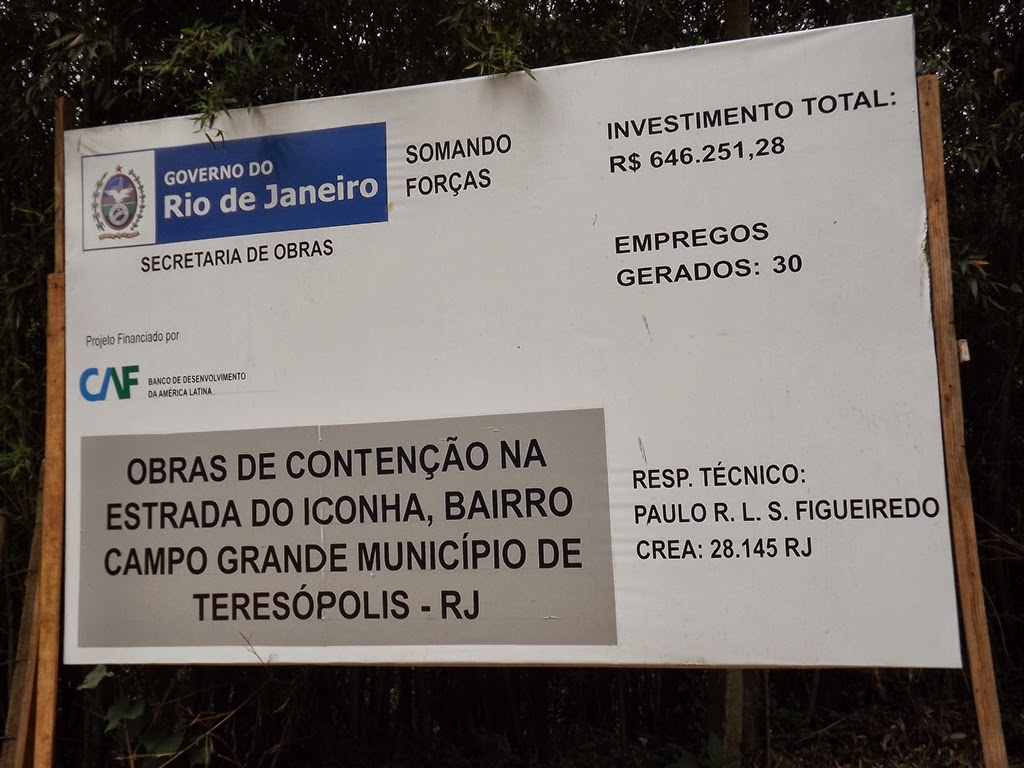 GOVERNO DO
Rio de Janeiro
SOMANDO
FORÇAS
SECRETARIA DE OBRAS
INVESTIMENTO TOTAL:
R$ 646.251,28
EMPREGOS
GERADOS: 30
Projeto Financiado por
CAF
BANCO DE DESENVOLVIMENTO
DA AMÉRICA LATINA
OBRAS DE CONTENÇÃO NA
ESTRADA DO ICONHA, BAIRRO
CAMPO GRANDE MUNICÍPIO DE
TERESÓPOLIS - RJ
RESP. TÉCNICO:
PAULO R. L. S. FIGUEIREDO
CREA: 28.145 RJ